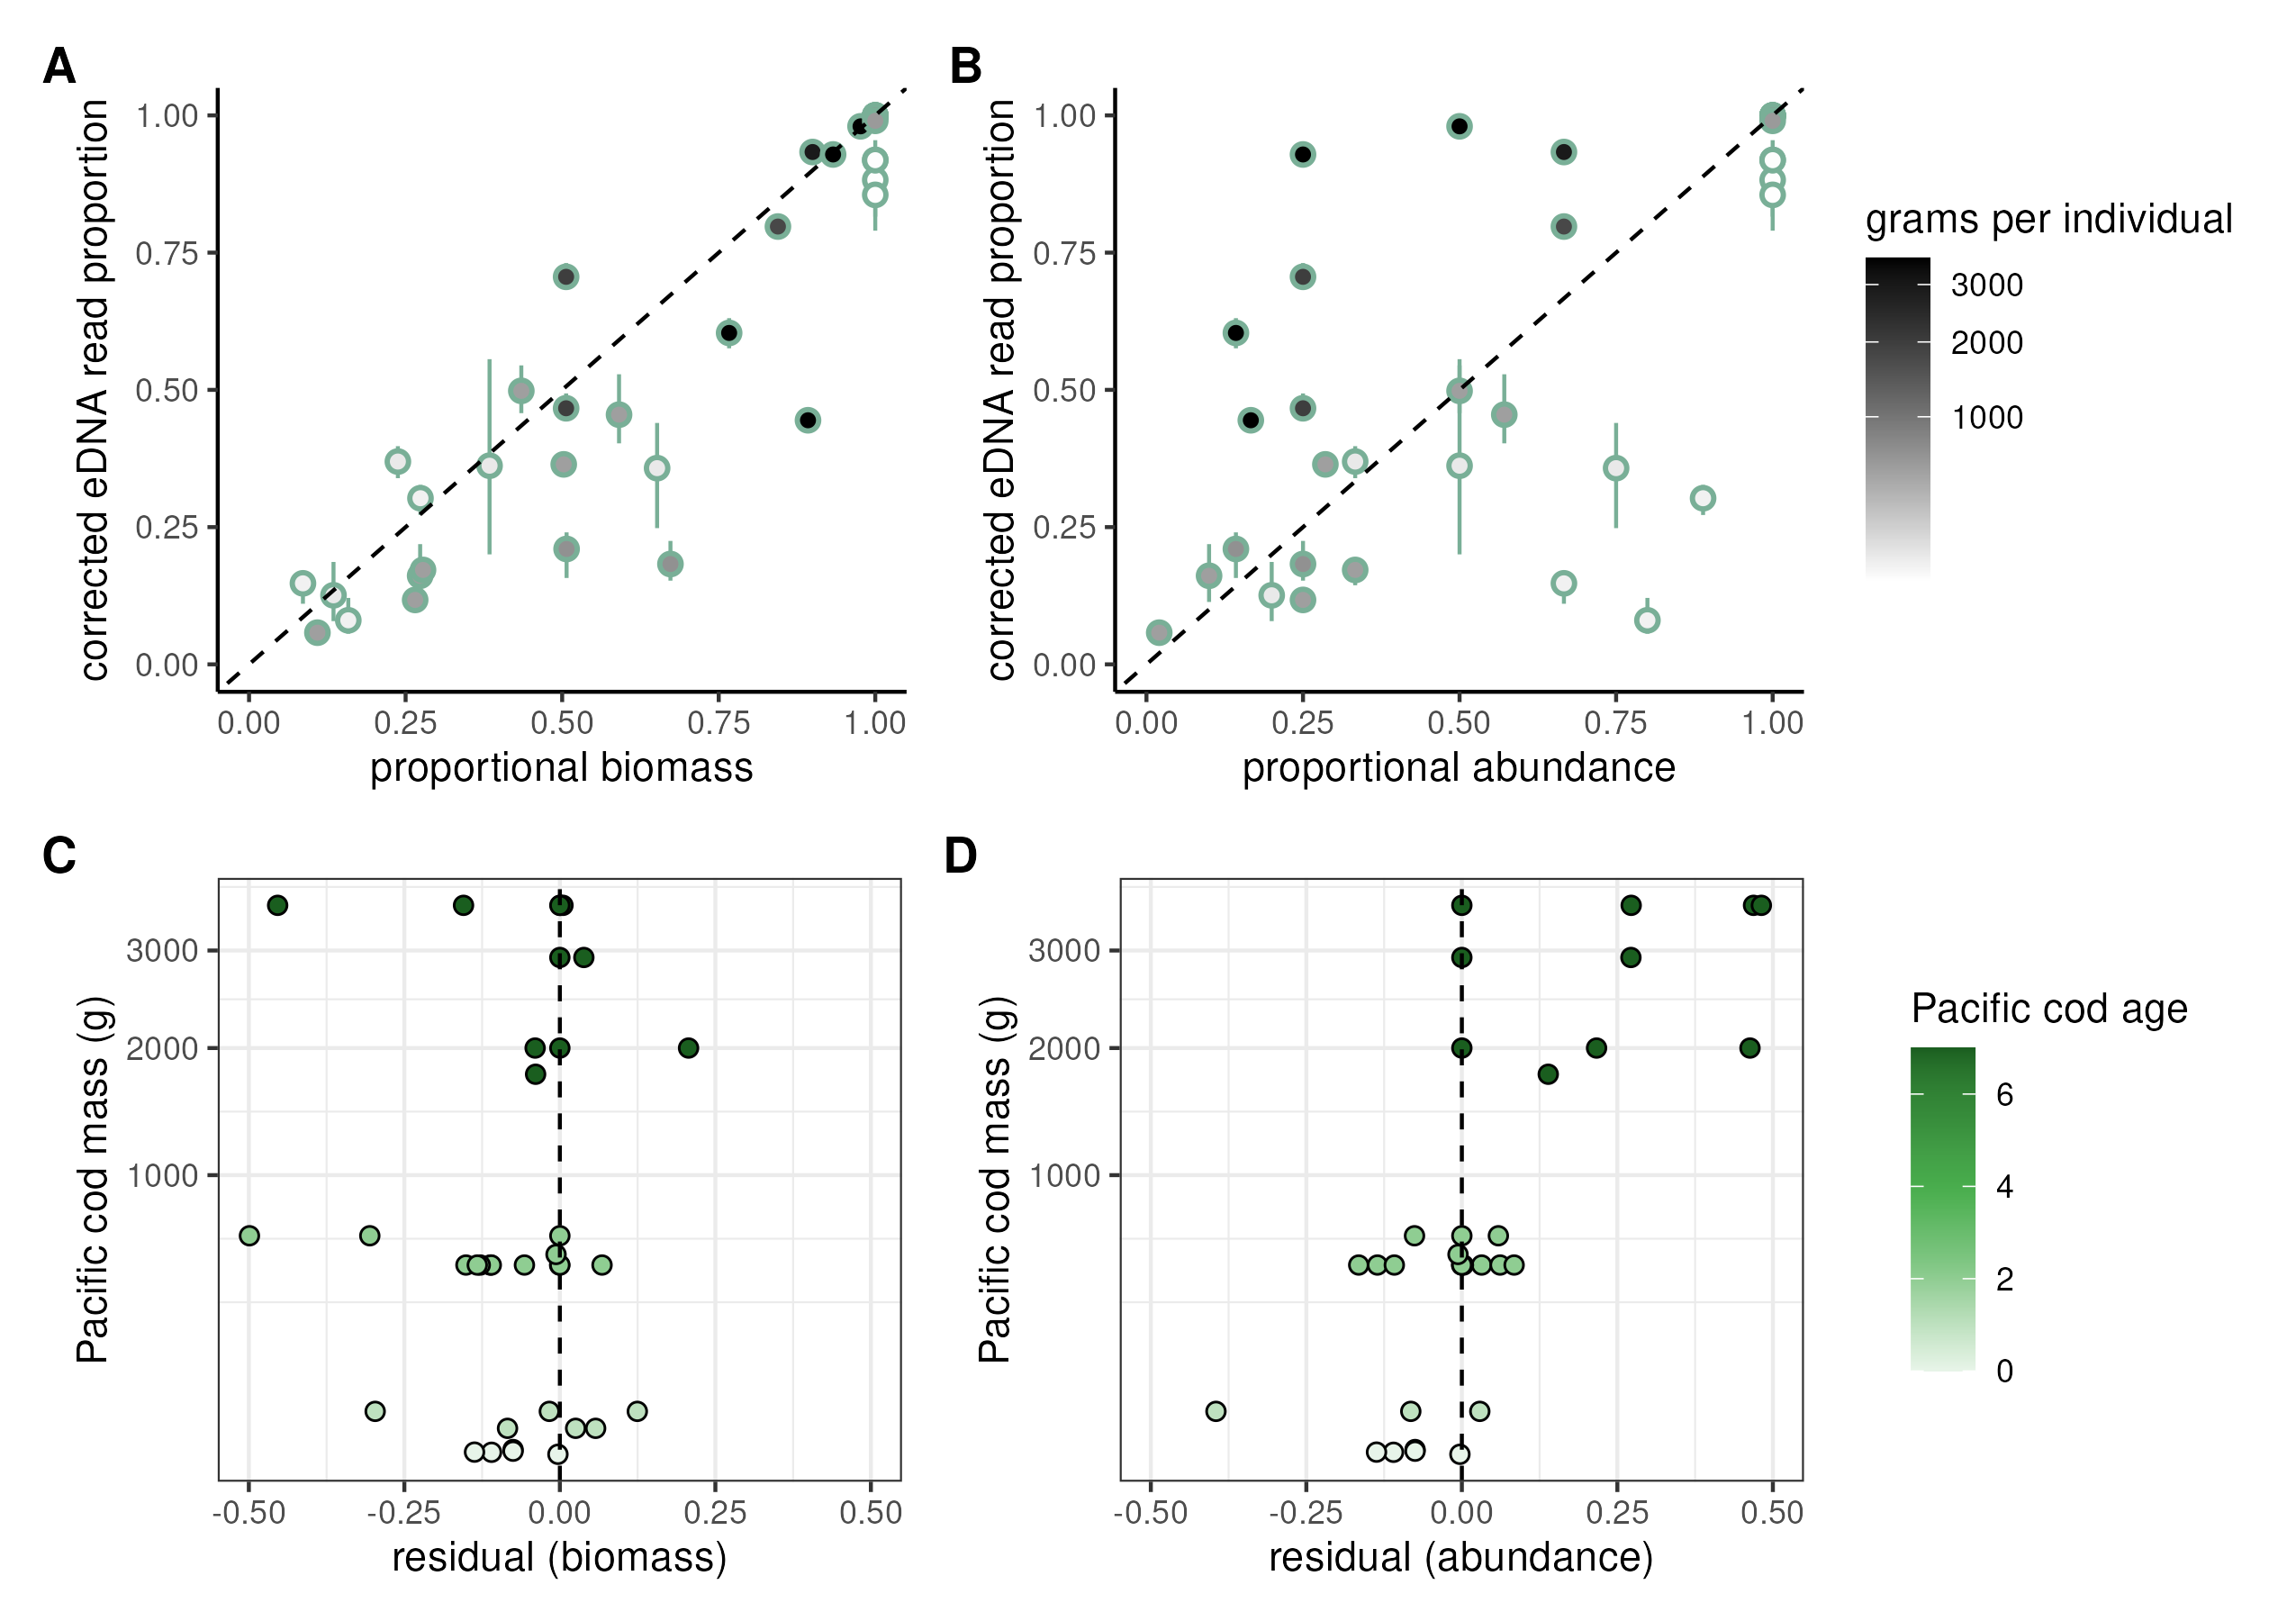 A
corrected eDNA read proportion
1.00
0.75
0.50
0.25
0.00
0.00 0.25 0.50 0.75 1.00
proportional biomass
B
corrected eDNA read proportion
1.00
0.75
0.50
0.25
0.00
0.00 0.25 0.50 0.75 1.00
proportional abundance
grams per individual
3000
2000
1000
C
Pacific cod mass (g)
3000
2000
1000
-0.50 -0.25 0.00 0.25 0.50
residual (biomass)
D
Pacific cod mass (g)
3000
2000
1000
-0.50 -0.25 0.00 0.25 0.50
residual (abundance)
Pacific cod age
6
4
2
0